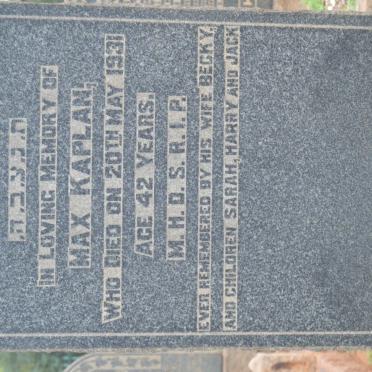 ת.נ.צ.ב.ה.
IN LOVING MEMORY OF
MAX KAPLAN,
WHO DIED ON 20TH MAY 1931
AGE 42 YEARS.
M.H.D.S.R.I.P.
EVER REMEMBERED BY HIS WIFE BECKY,
AND CHILDREN SARAH, HARRY AND JACK